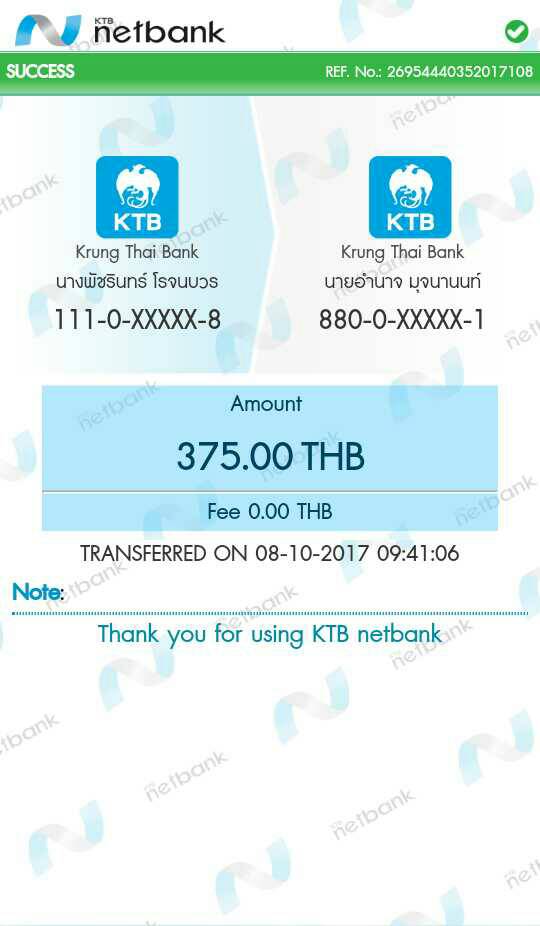 KTB
netbank
SUCCESS
REF. No.: 26954440352017108
KTB
KTB
Krung Thai Bank
Krung Thai Bank
นางพัชรินทร์ โรจนบวร
นายอำนาจ มุจนานนท์
111-0-XXXXX-8
880-0-XXXXX-1
Amount
375.00 THB
Fee 0.00 THB
TRANSFERRED ON 08-10-2017 09:41:06
Note:
Thank you for using KTB netbank